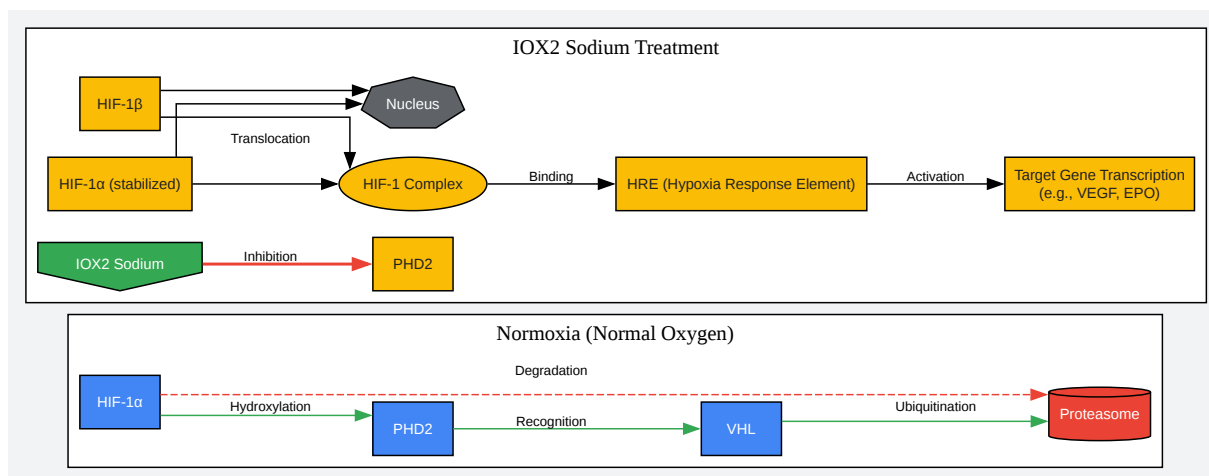 IOX2 Sodium Treatment
HIF-1β
Nucleus
Translocation
HIF-1α (stabilized)
HIF-1 Complex
Binding
HRE (Hypoxia Response Element)
Activation
Target Gene Transcription
(e.g., VEGF, EPO)
IOX2 Sodium
Inhibition
PHD2
Normoxia (Normal Oxygen)
Degradation
HIF-1α
Hydroxylation
PHD2
Recognition
VHL
Ubiquitination
Proteasome